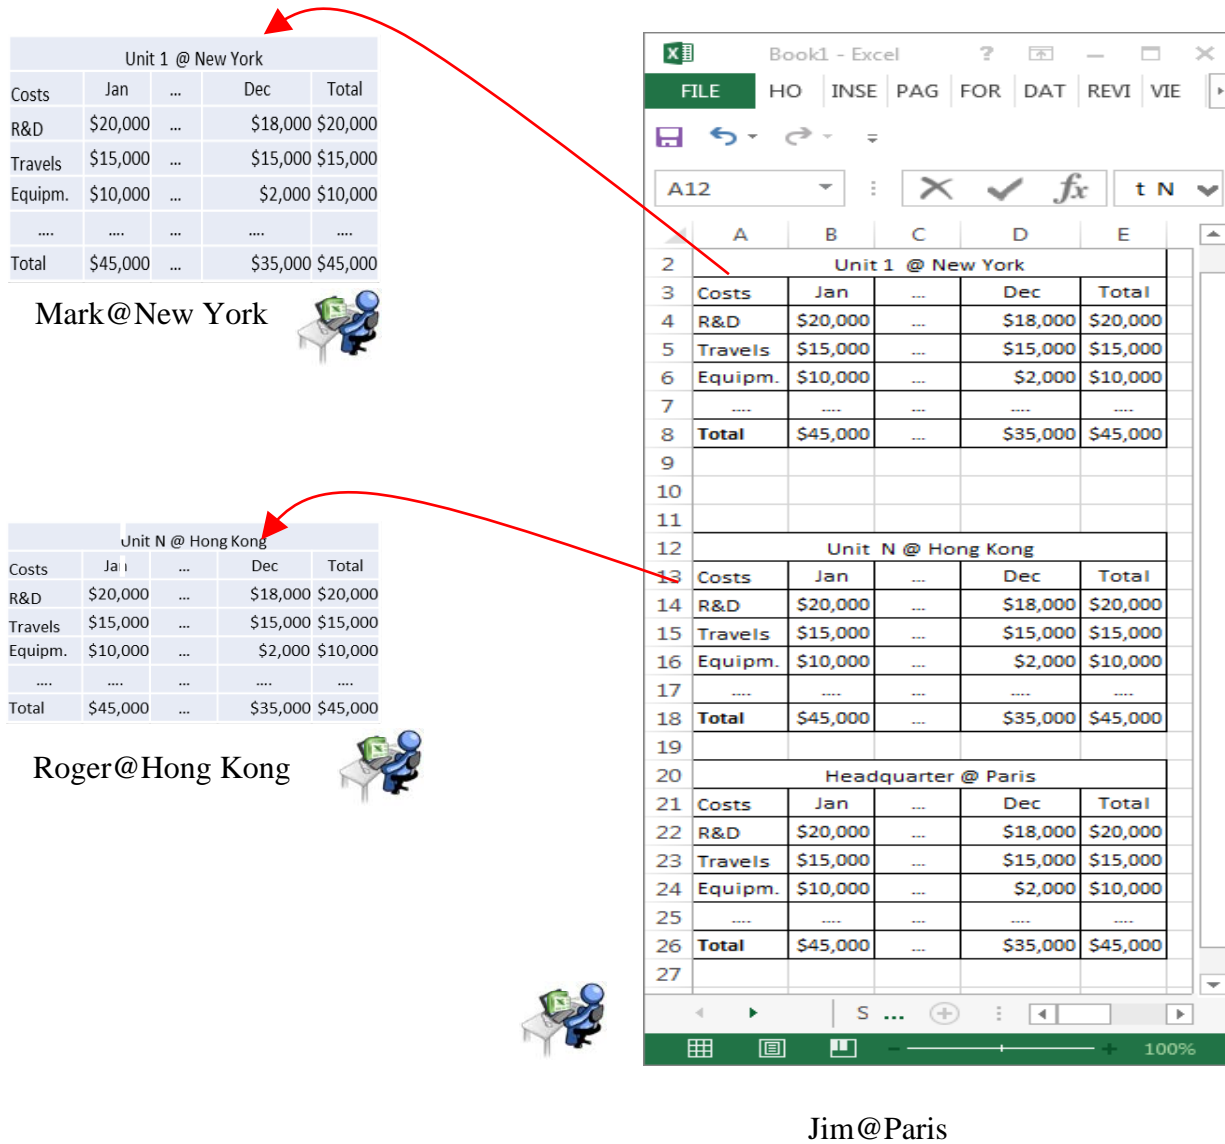 Unit 1 @ New York
Costs Jan ... Dec Total
R&D $20,000 ... $18,000 $20,000
Travels $15,000 ... $15,000 $15,000
Equipm. $10,000 ... $2,000 $10,000
.... .... ... .... ....
Total $45,000 ... $35,000 $45,000
Mark@New York
Unit N @ Hong Kong
Costs Jan ... Dec Total
R&D $20,000 ... $18,000 $20,000
Travels $15,000 ... $15,000 $15,000
Equipm. $10,000 ... $2,000 $10,000
.... .... ... .... ....
Total $45,000 ... $35,000 $45,000
Roger@Hong Kong
Book1 - Excel ?
FILE HO INSE PAG FOR DAT REVI VIE
A12 fx t N
A B C D E
2 Unit 1 @ New York
3 Costs Jan ... Dec Total
4 R&D $20,000 ... $18,000 $20,000
5 Travels $15,000 ... $15,000 $15,000
6 Equipm. $10,000 ... $2,000 $10,000
7 .... .... ... .... ....
8 Total $45,000 ... $35,000 $45,000
9
10
11
12 Unit N @ Hong Kong
13 Costs Jan ... Dec Total
14 R&D $20,000 ... $18,000 $20,000
15 Travels $15,000 ... $15,000 $15,000
16 Equipm. $10,000 ... $2,000 $10,000
17 .... .... ... .... ....
18 Total $45,000 ... $35,000 $45,000
19
20 Headquarter @ Paris
21 Costs Jan ... Dec Total
22 R&D $20,000 ... $18,000 $20,000
23 Travels $15,000 ... $15,000 $15,000
24 Equipm. $10,000 ... $2,000 $10,000
25 .... .... ... .... ....
26 Total $45,000 ... $35,000 $45,000
27
S ...
100%
Jim@Paris